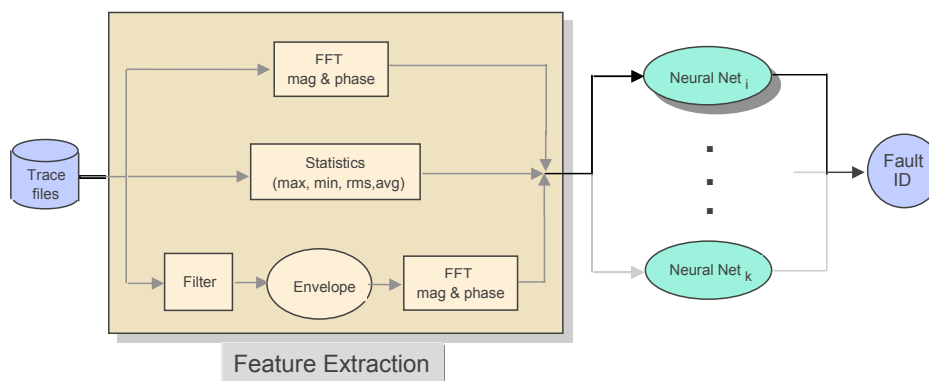 FFT
mag & phase
Neural Net i
Trace
files
Statistics
(max, min, rms,avg)
Fault
ID
Filter
Envelope
FFT
mag & phase
Neural Net k
Feature Extraction